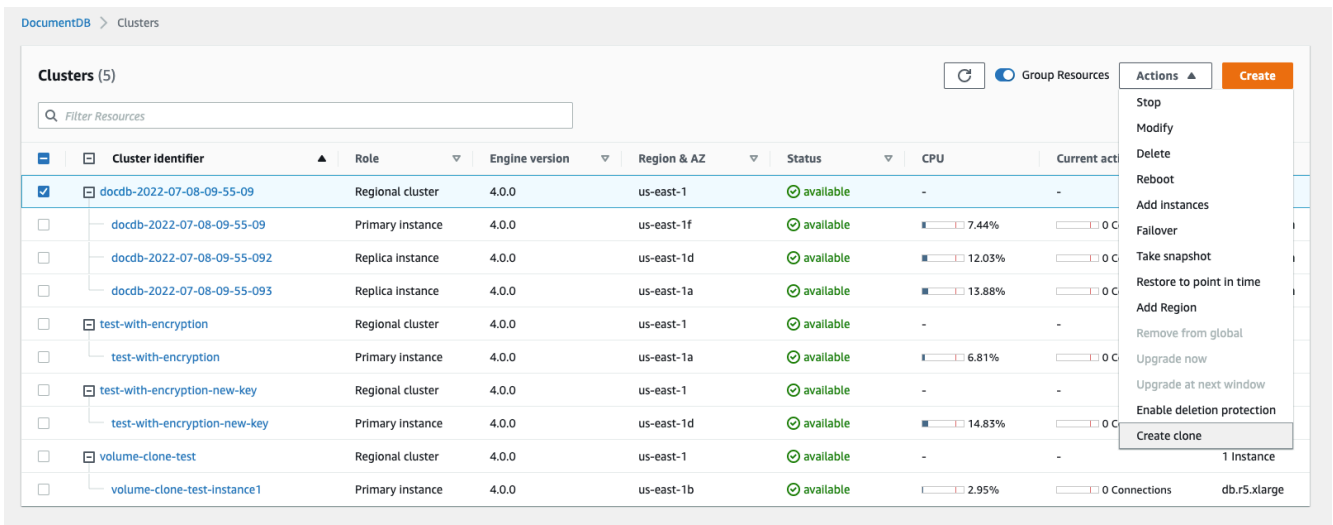 DocumentDB > Clusters
Clusters (5)
Group Resources
Actions
Create
Filter Resources
Cluster identifier Role Engine version Region & AZ Status CPU Current acti
docdb-2022-07-08-09-55-09 Regional cluster 4.0.0 us-east-1 available - -
docdb-2022-07-08-09-55-09 Primary instance 4.0.0 us-east-1f available 7.44% 0 C
docdb-2022-07-08-09-55-092 Replica instance 4.0.0 us-east-1d available 12.03% 0 C
docdb-2022-07-08-09-55-093 Replica instance 4.0.0 us-east-1a available 13.88% 0 C
test-with-encryption Regional cluster 4.0.0 us-east-1 available - -
test-with-encryption Primary instance 4.0.0 us-east-1a available 6.81% 0 C
test-with-encryption-new-key Regional cluster 4.0.0 us-east-1 available - -
test-with-encryption-new-key Primary instance 4.0.0 us-east-1d available 14.83% 0 C
volume-clone-test Regional cluster 4.0.0 us-east-1 available - - 1 Instance
volume-clone-test-instance1 Primary instance 4.0.0 us-east-1b available 2.95% 0 Connections db.r5.xlarge
Stop
Modify
Delete
Reboot
Add instances
Failover
Take snapshot
Restore to point in time
Add Region
Remove from global
Upgrade now
Upgrade at next window
Enable deletion protection
Create clone